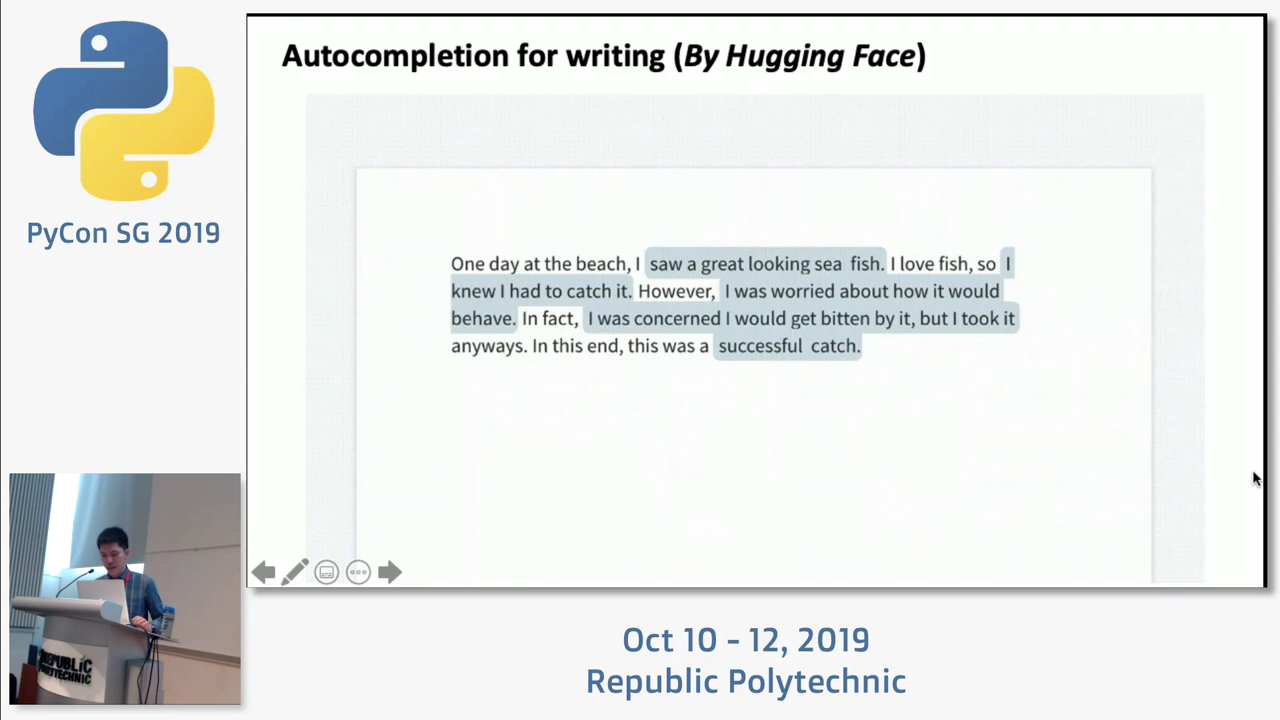 PyCon SG 2019
Autocompletion for writing (By Hugging Face)
One day at the beach, I saw a great looking sea fish. I love fish, so I
knew I had to catch it. However, I was worried about how it would
behave. In fact, I was concerned I would get bitten by it, but I took it
anyways. In this end, this was a successful catch.
REPUBLIC
POLYTECHNIC
Oct 10 - 12, 2019
Republic Polytechnic